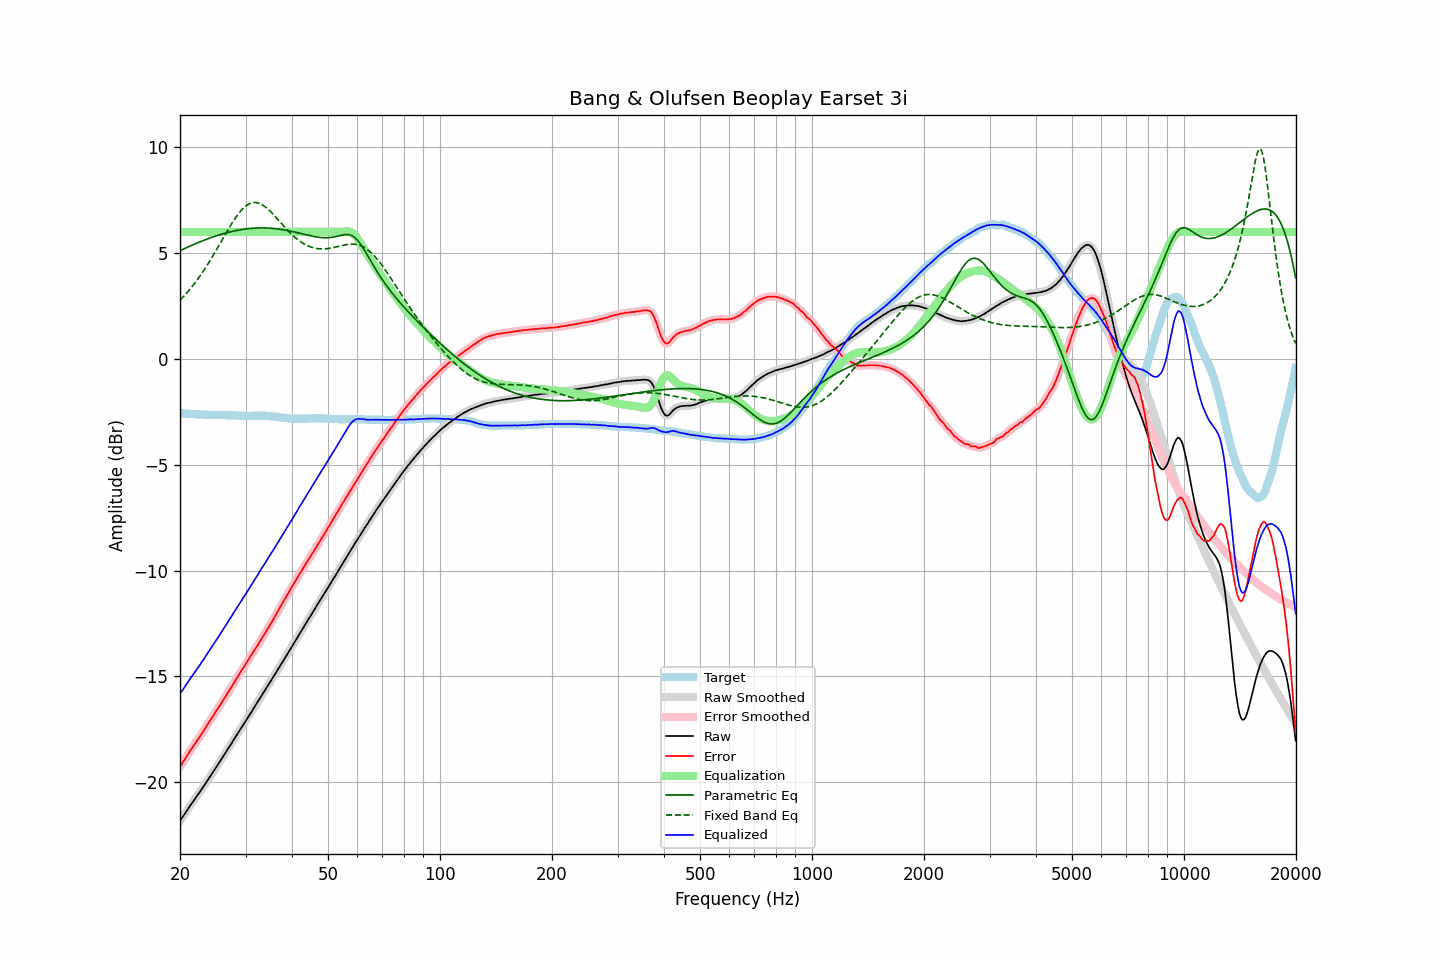 Bang & Olufsen Beoplay Earset 3i
Amplitude (dBr)
10
5
0
−5
−10
−15
−20
Target
Raw Smoothed
Error Smoothed
Raw
Error
Equalization
Parametric Eq
Fixed Band Eq
Equalized
20 50 100 200 500 1000 2000 5000 10000 20000
Frequency (Hz)